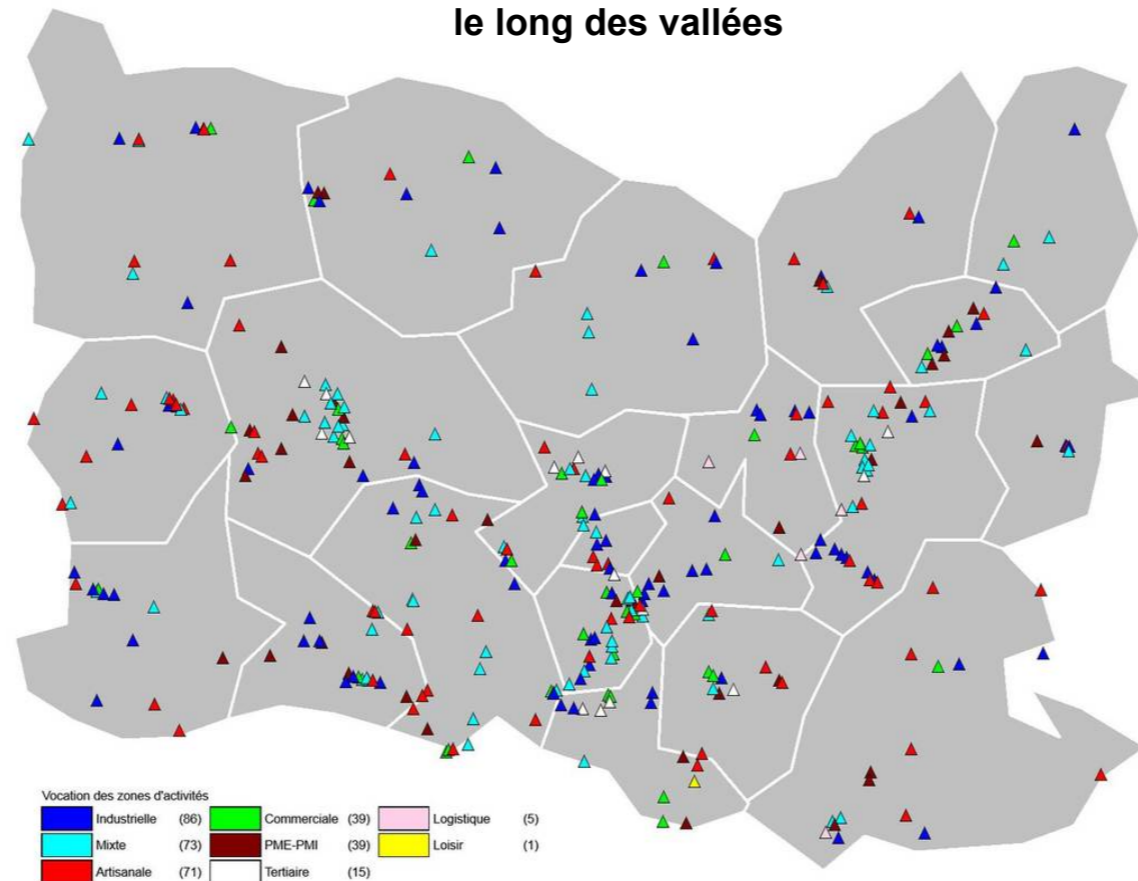 le long des vallées
Vocation des zones d'activités
Industrielle (86) Commerciale (39) Logistique (5)
Mixte (73) PME-PMI (39) Loisir (1)
Artisanale (71) Tertiaire (15)